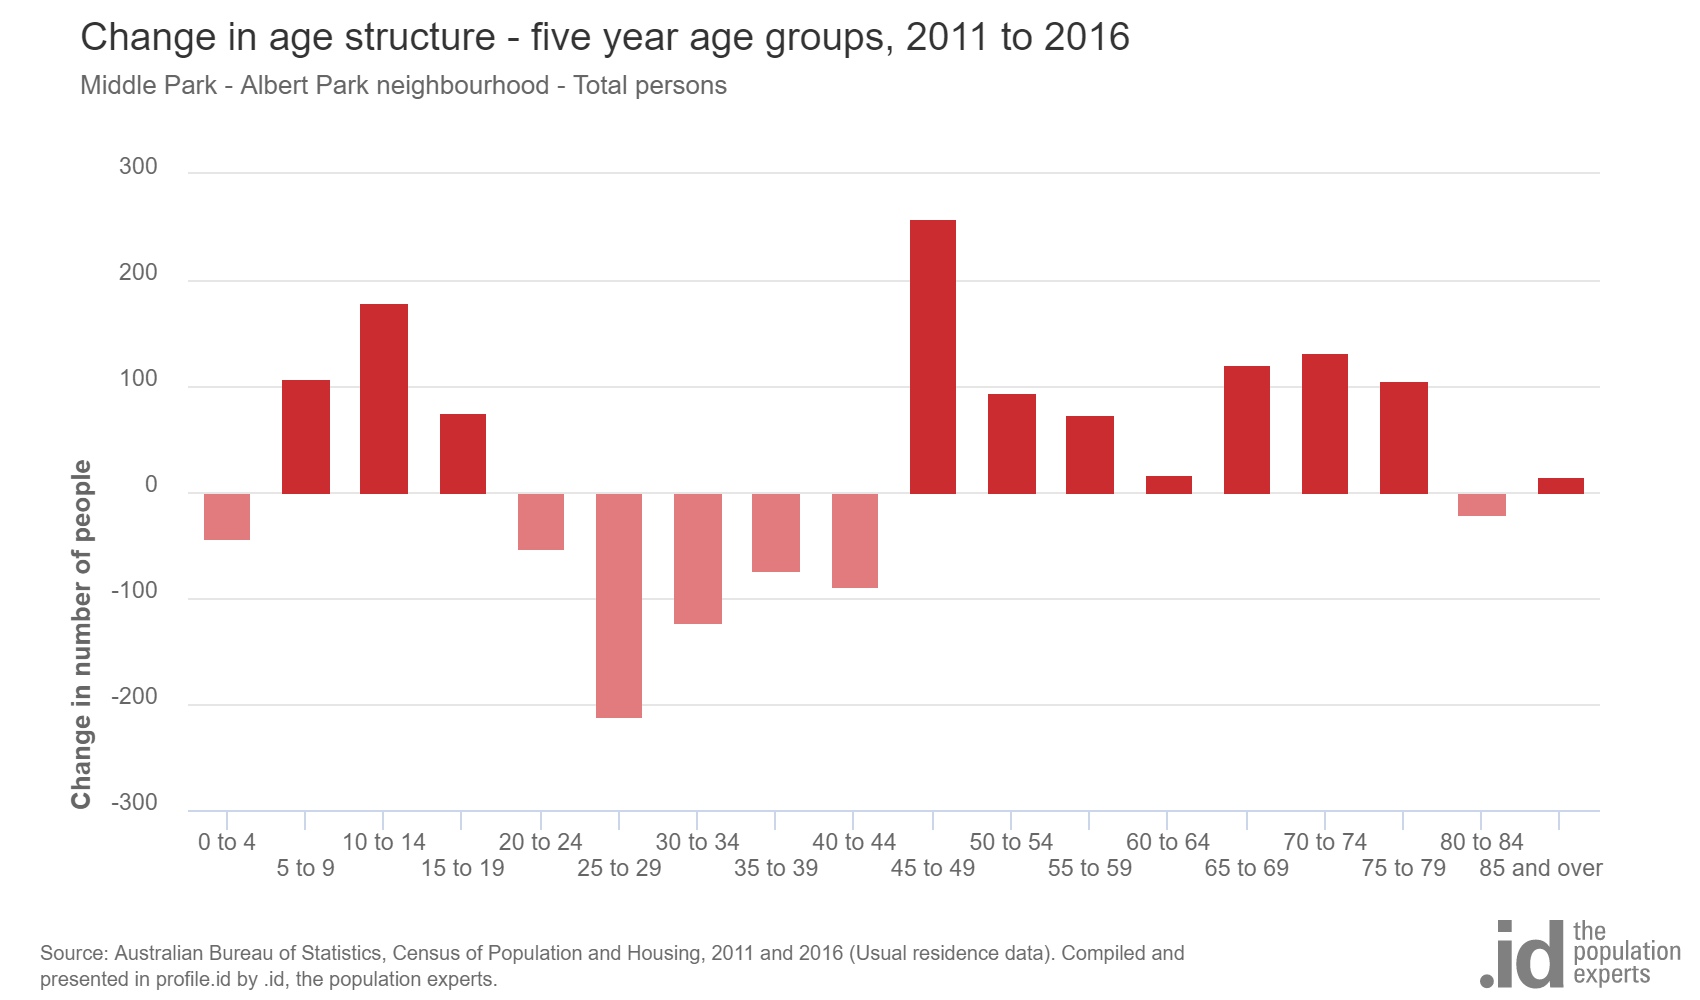 Change in age structure - five year age groups, 2011 to 2016
Middle Park - Albert Park neighbourhood - Total persons
Change in number of people
300
200
100
0
-100
-200
-300
0 to 4
5 to 9
10 to 14
15 to 19
20 to 24
25 to 29
30 to 34
35 to 39
40 to 44
45 to 49
50 to 54
55 to 59
60 to 64
65 to 69
70 to 74
75 to 79
80 to 84
85 and over
Source: Australian Bureau of Statistics, Census of Population and Housing, 2011 and 2016 (Usual residence data). Compiled and
presented in profile.id by .id, the population experts.
.id
the
population
experts